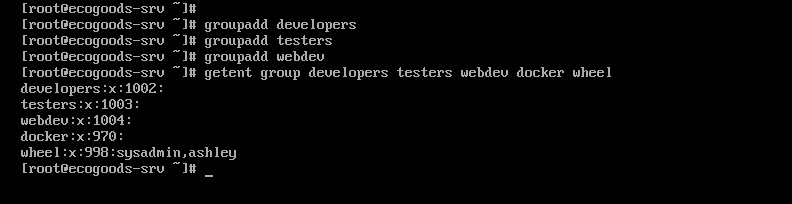 [root@ecogoods-srv ~]#
[root@ecogoods-srv ~]# groupadd developers
[root@ecogoods-srv ~]# groupadd testers
[root@ecogoods-srv ~]# groupadd webdev
[root@ecogoods-srv ~]# getent group developers testers webdev docker wheel
developers:x:1002:
testers:x:1003:
webdev:x:1004:
docker:x:970:
wheel:x:998:sysadmin,ashley
[root@ecogoods-srv ~]# _